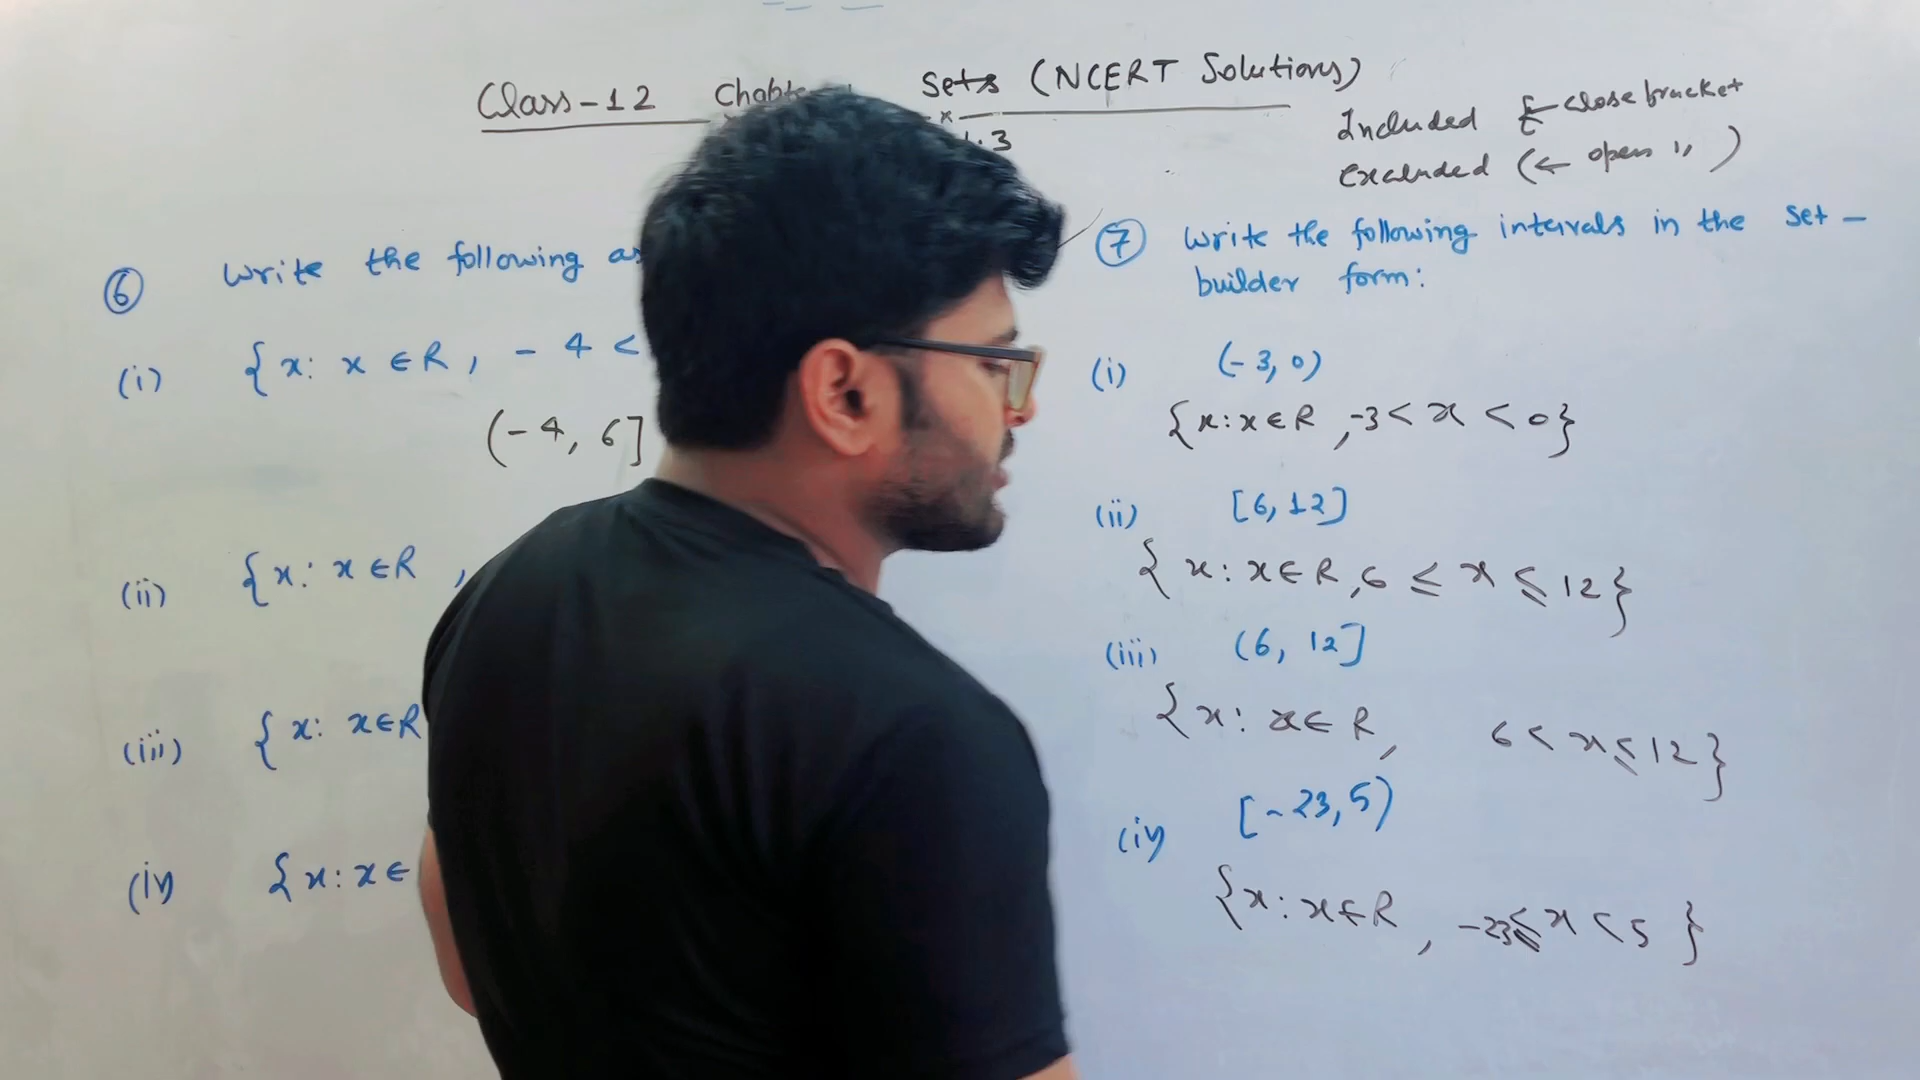 Class-12 Sets (NCERT Solutions)
1.3
Included [← close bracket
Excluded (← open 1, )
⑥ Write the following as
(i) {x: x ∈ R, - 4 <
(-4, 6]
(ii) {x: x ∈ R ,
(iii) {x: x ∈ R
(iv) {x: x ∈
⑦ Write the following intervals in the set -
builder form:
(i) (-3, 0)
{x: x ∈ R, -3 < x < 0}
(ii) [6, 12]
{x: x ∈ R, 6 ≤ x ≤ 12}
(iii) (6, 12]
{x: x ∈ R, 6 < x ≤ 12}
(iv) [-23, 5)
{x: x ∈ R, -23 ≤ x < 5}